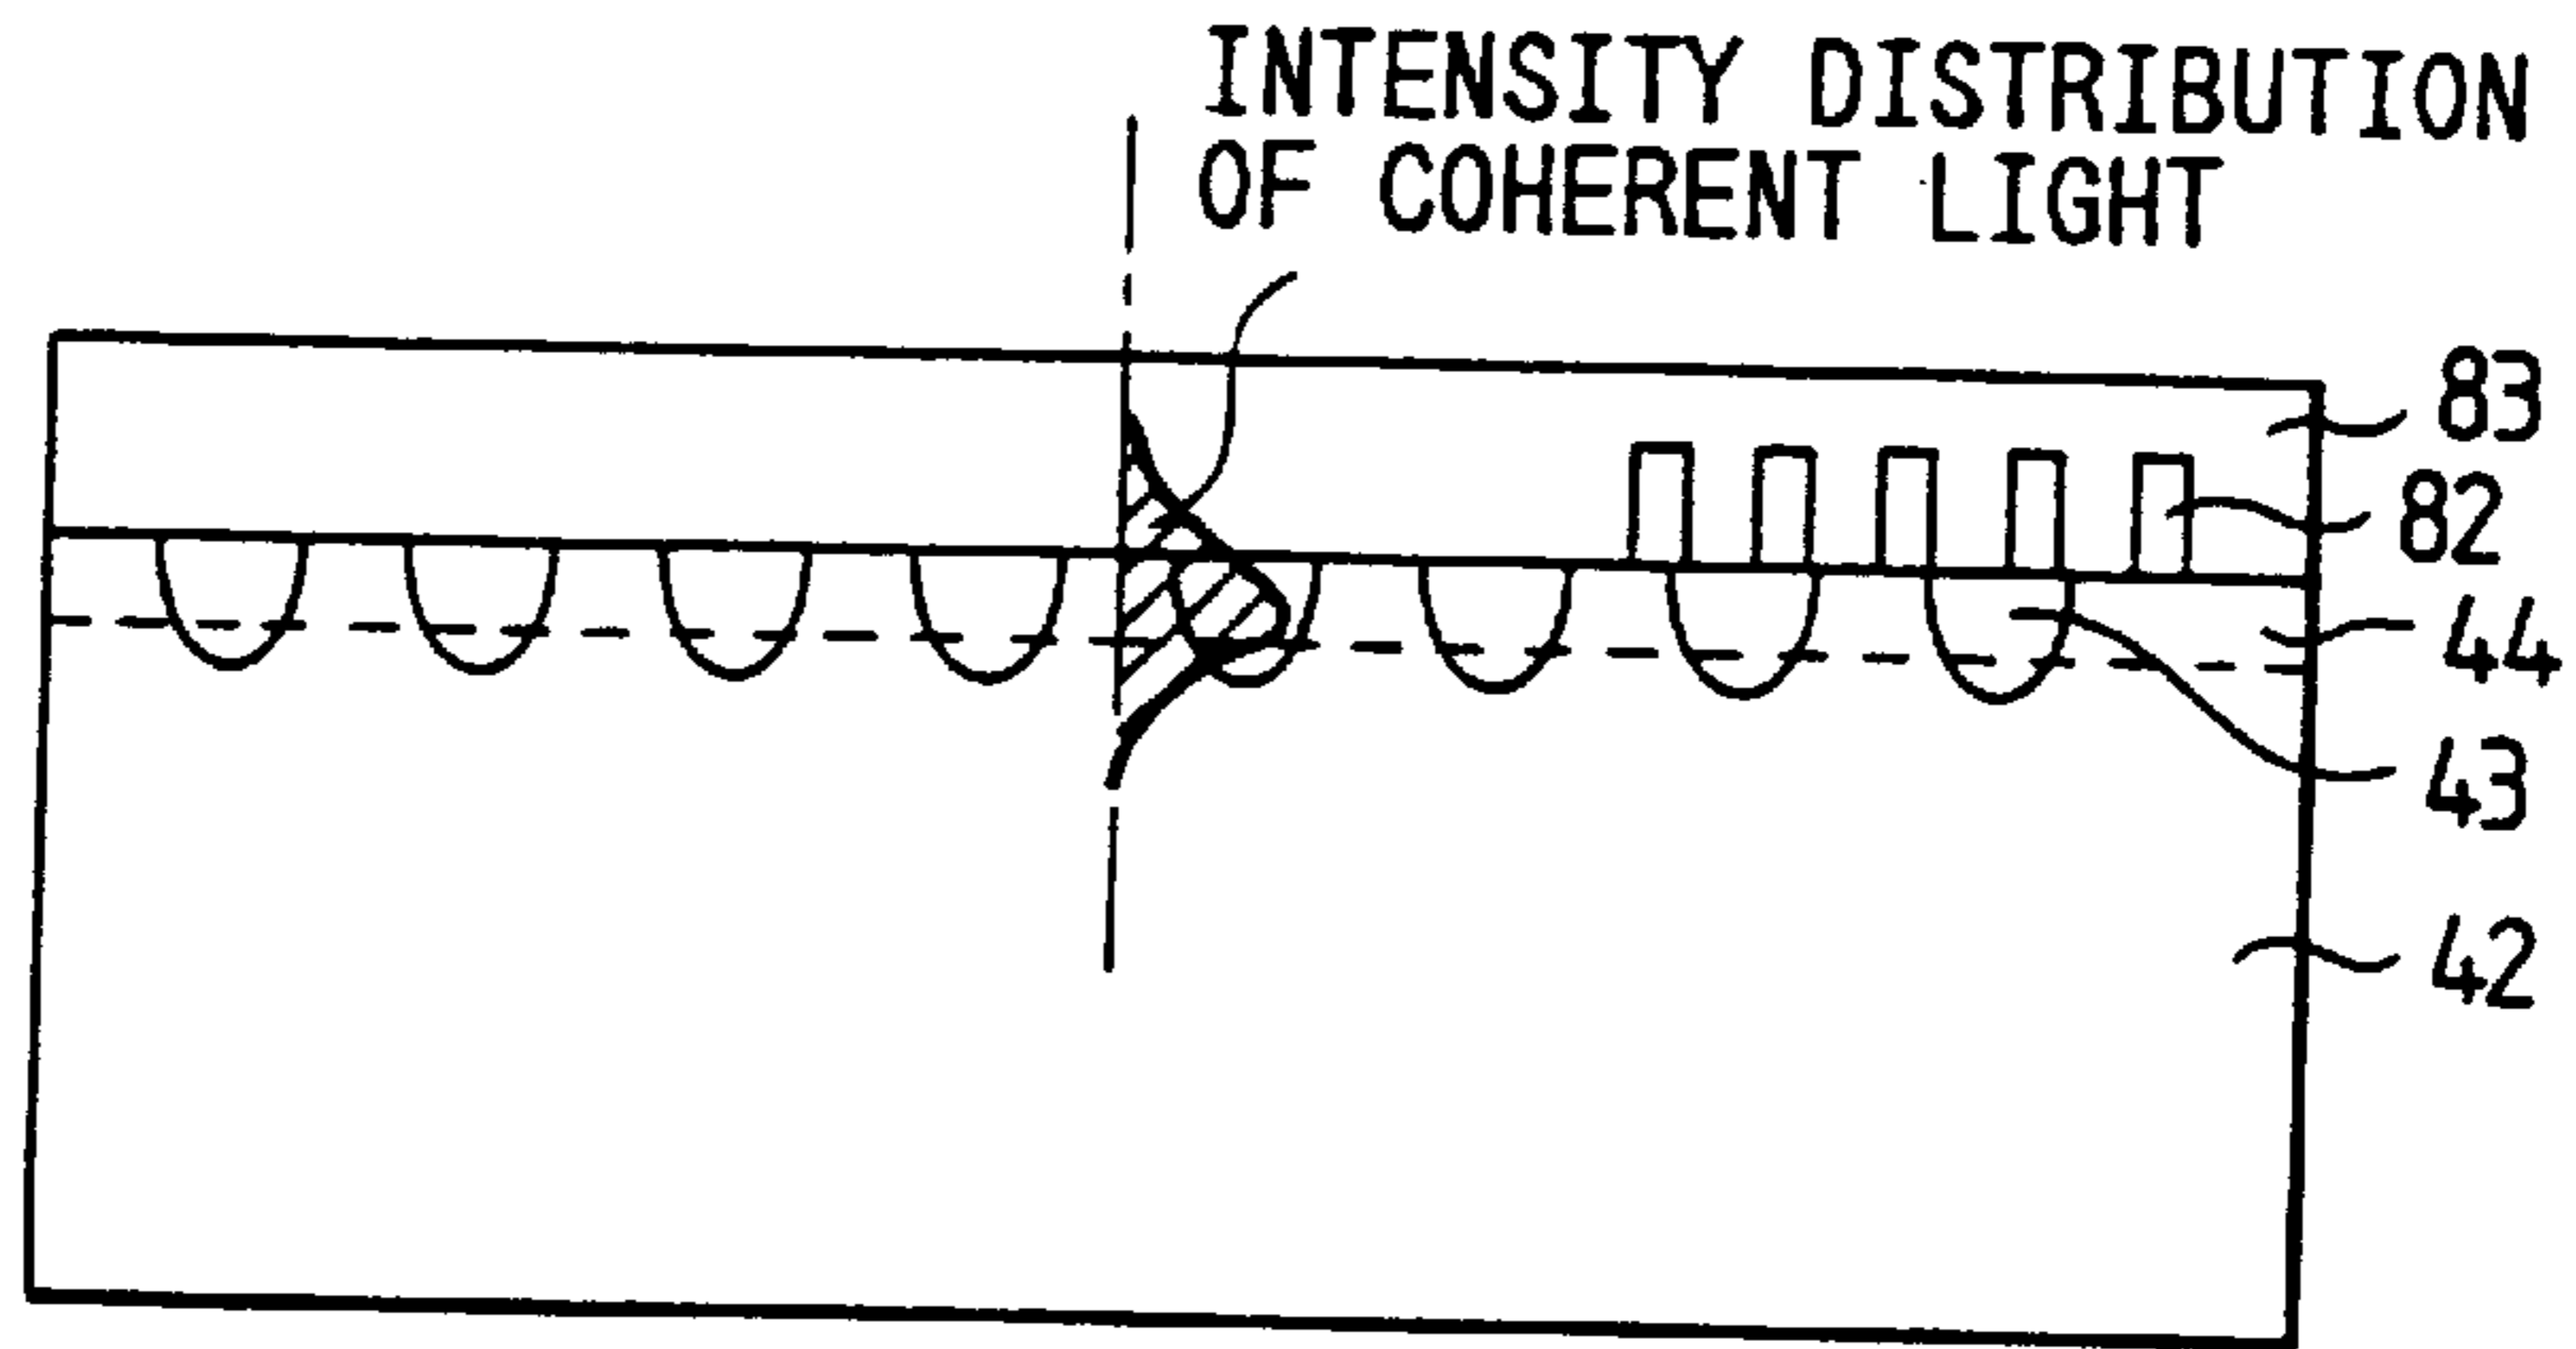 INTENSITY DISTRIBUTION
OF COHERENT LIGHT
83
82
44
43
42